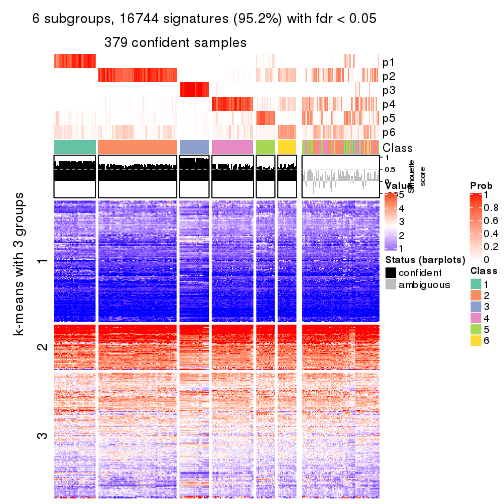 6 subgroups, 16744 signatures (95.2%) with fdr < 0.05
379 confident samples
p1
p2
p3
p4
p5
p6
Class
1
0.5
0
Silhouette
score
k-means with 3 groups
1
2
3
Value
5
4
3
2
1
Status (barplots)
confident
ambiguous
Prob
1
0.8
0.6
0.4
0.2
0
Class
1
2
3
4
5
6